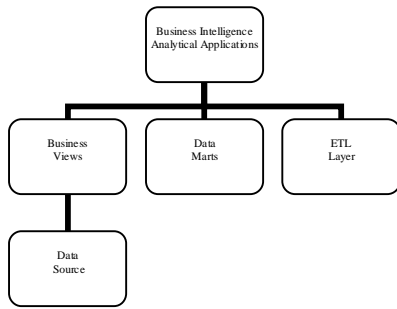 Business Intelligence
Analytical Applications
Business
Views
Data
Marts
ETL
Layer
Data
Source